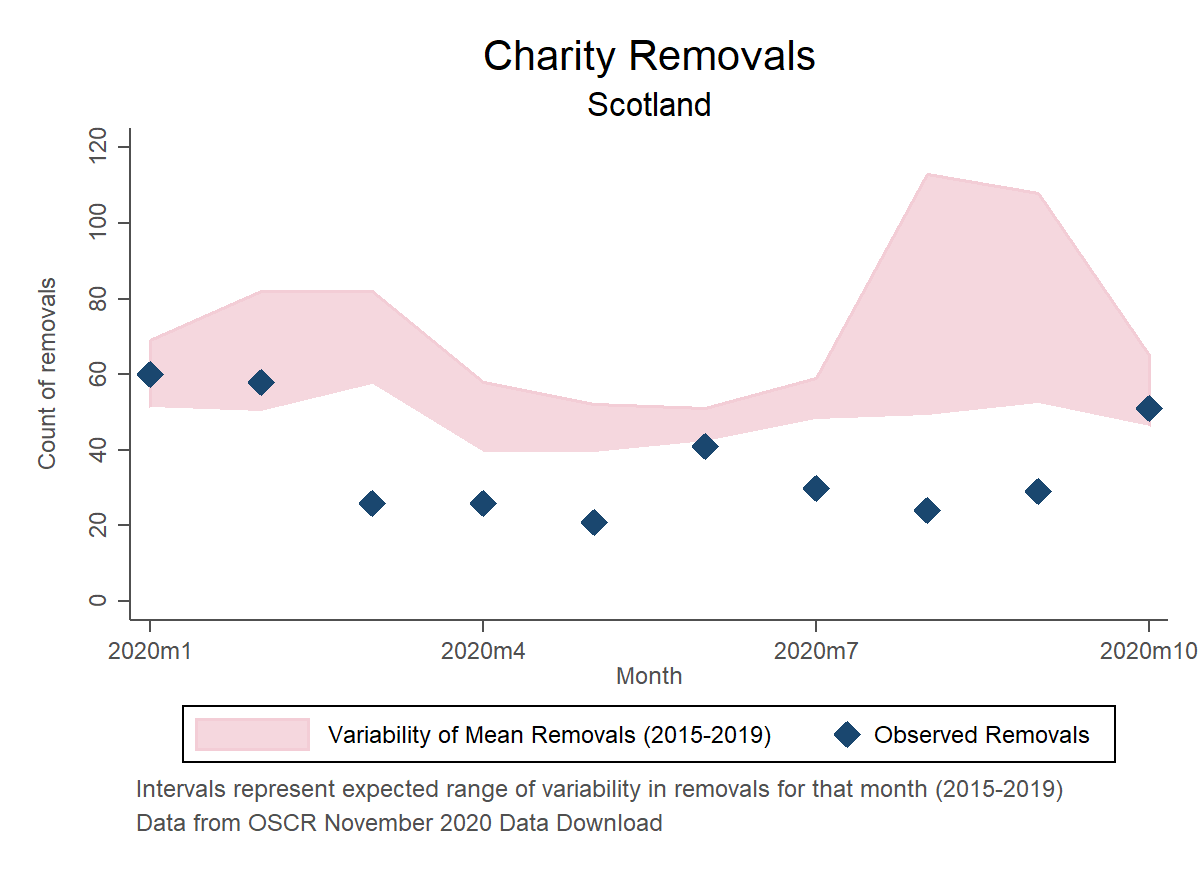 Charity Removals
Scotland
Count of removals
120
100
80
60
40
20
0
2020m1 2020m4 2020m7 2020m10
Month
Variability of Mean Removals (2015-2019) Observed Removals
Intervals represent expected range of variability in removals for that month (2015-2019)
Data from OSCR November 2020 Data Download